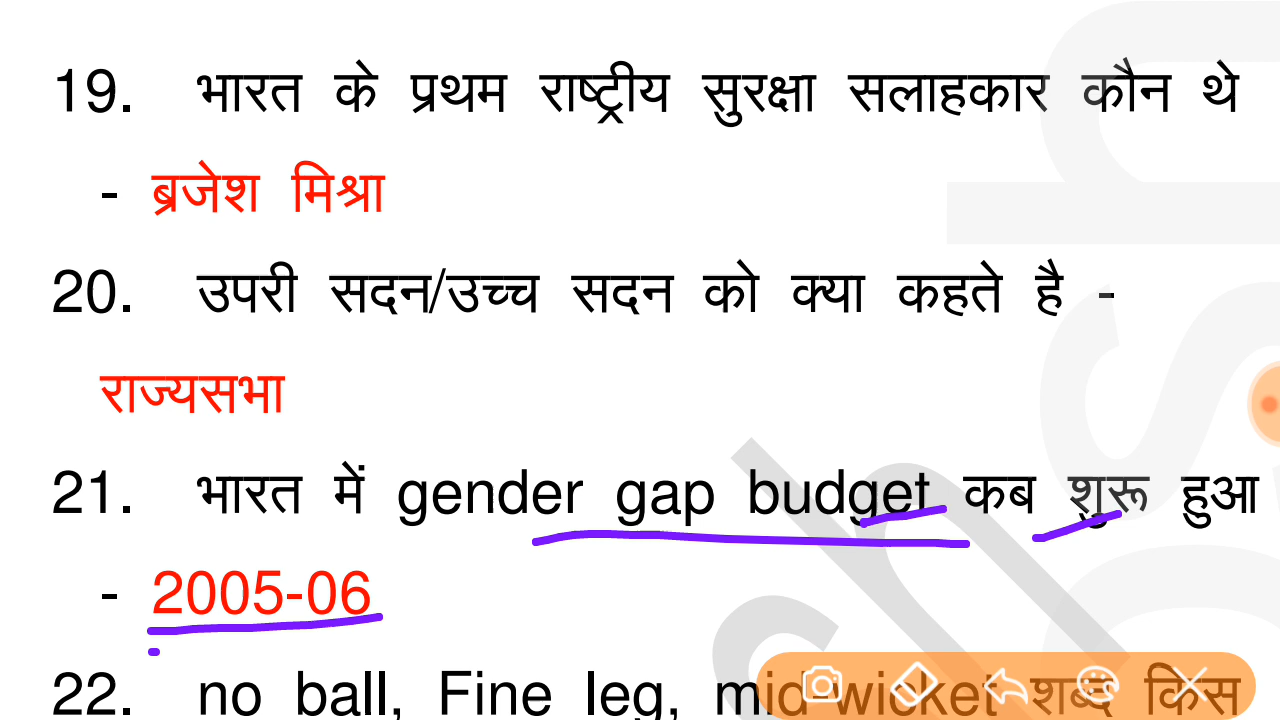 19. भारत के प्रथम राष्ट्रीय सुरक्षा सलाहकार कौन थे
- ब्रजेश मिश्रा
20. उपरी सदन/उच्च सदन को क्या कहते है -
राज्यसभा
21. भारत में gender gap budget कब शुरू हुआ
- 2005-06
22. no ball, Fine leg, mid wicket शब्द किस